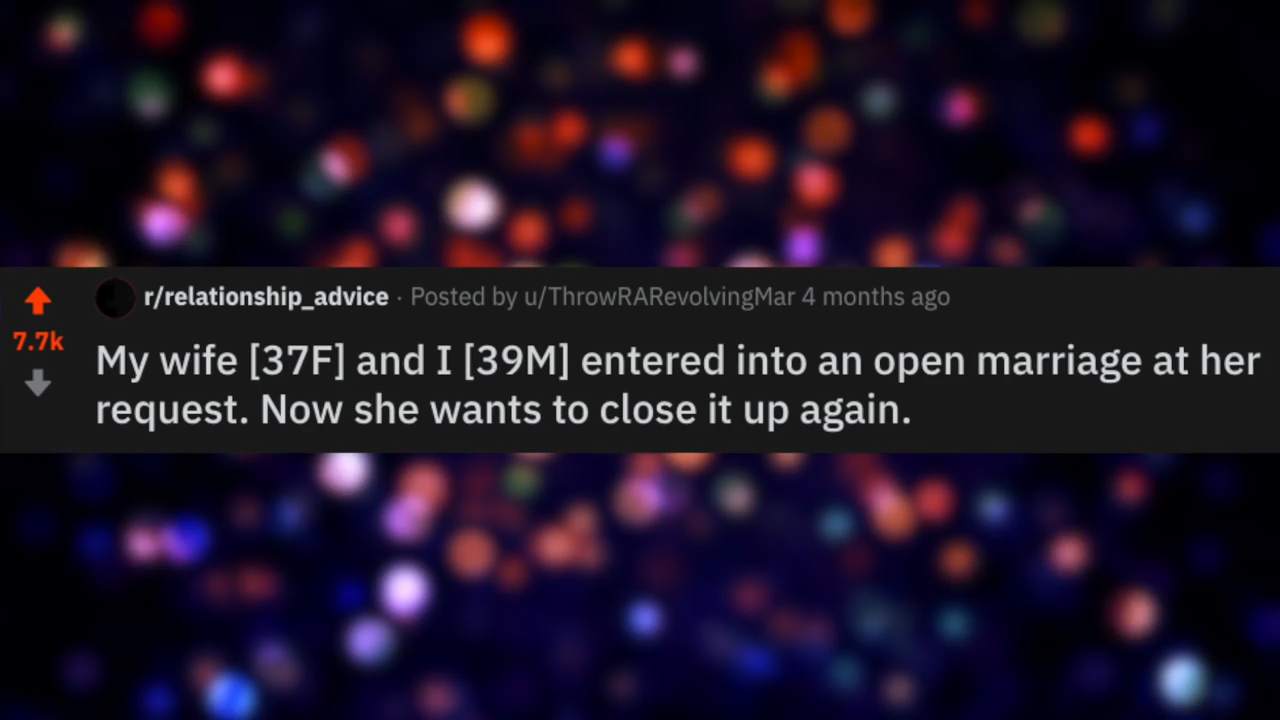 r/relationship_advice · Posted by u/ThrowRARevolvingMar 4 months ago
7.7k
My wife [37F] and I [39M] entered into an open marriage at her
request. Now she wants to close it up again.